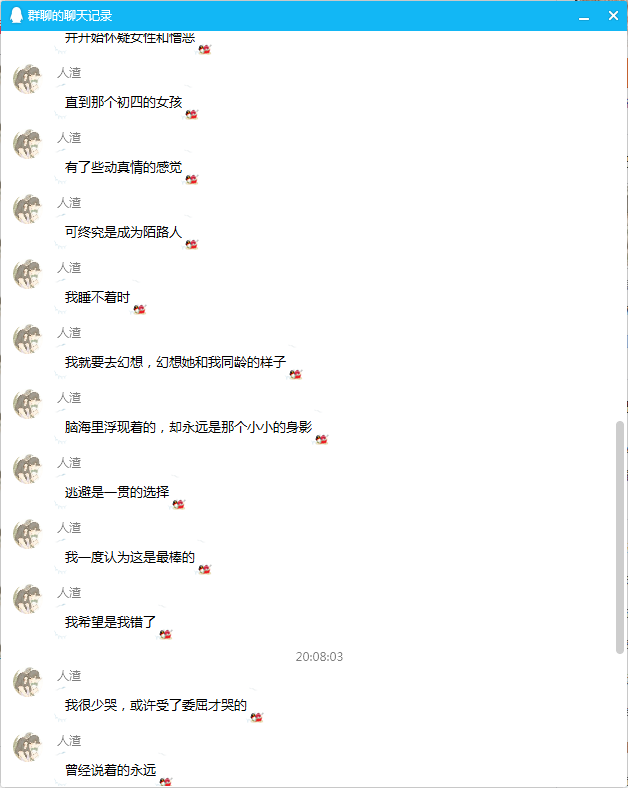 群聊的聊天记录
并开始怀疑女性和憎恶
人渣
直到那个初四的女孩
人渣
有了些动真情的感觉
人渣
可终究是成为陌路人
人渣
我睡不着时
人渣
我就要去幻想，幻想她和我同龄的样子
人渣
脑海里浮现着的，却永远是那个小小的身影
人渣
逃避是一贯的选择
人渣
我一度认为这是最棒的
人渣
我希望是我错了
20:08:03
人渣
我很少哭，或许受了委屈才哭的
人渣
曾经说着的永远